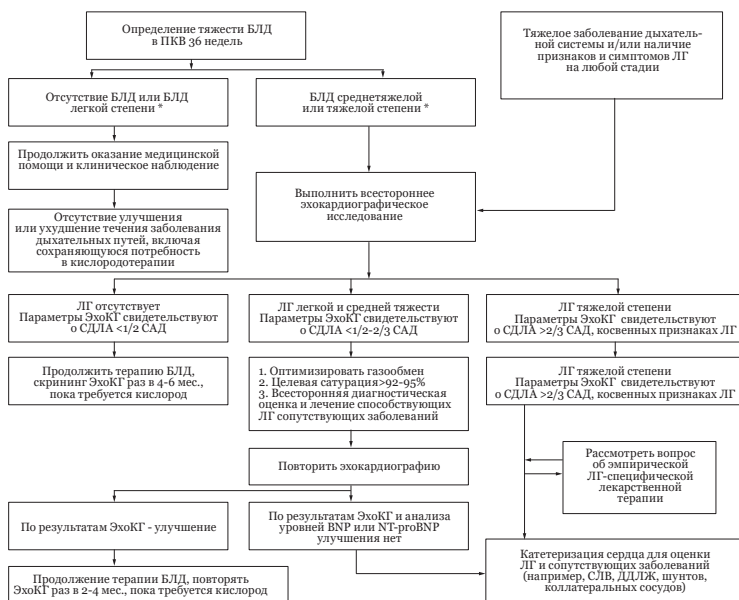 Определение тяжести БЛД
в ПКВ 36 недель
Тяжелое заболевание дыхатель-
ной системы и/или наличие
признаков и симптомов ЛГ
на любой стадии
Отсутствие БЛД или БЛД
легкой степени *
БЛД среднетяжелой
или тяжелой степени *
Продолжить оказание медицинской
помощи и клиническое наблюдение
Выполнить всестороннее
эхокардиографическое
исследование
Отсутствие улучшения
или ухудшение течения заболевания
дыхательных путей, включая
сохраняющуюся потребность
в кислородотерапии
ЛГ отсутствует
Параметры ЭхоКГ свидетельствуют
о СДЛА <1/2 САД
ЛГ легкой и средней тяжести
Параметры ЭхоКГ свидетельствуют
о СДЛА <1/2-2/3 САД
ЛГ тяжелой степени
Параметры ЭхоКГ свидетельствуют
о СДЛА >2/3 САД, косвенных признаках ЛГ
Продолжить терапию БЛД,
скрининг ЭхоКГ раз в 4-6 мес.,
пока требуется кислород
1. Оптимизировать газообмен
2. Целевая сатурация>92-95%
3. Всесторонняя диагностическая
оценка и лечение способствующих
ЛГ сопутствующих заболеваний
ЛГ тяжелой степени
Параметры ЭхоКГ свидетельствуют
о СДЛА >2/3 САД, косвенных признаках ЛГ
Повторить эхокардиографию
Рассмотреть вопрос
об эмпирической
ЛГ-специфической
лекарственной
терапии
По результатам ЭхоКГ - улучшение
По результатам ЭхоКГ и анализа
уровней BNP или NT-proBNP
улучшения нет
Катетеризация сердца для оценки
ЛГ и сопутствующих заболеваний
(например, СЛВ, ДДЛЖ, шунтов,
коллатеральных сосудов)
Продолжение терапии БЛД, повторять
ЭхоКГ раз в 2-4 мес., пока требуется кислород